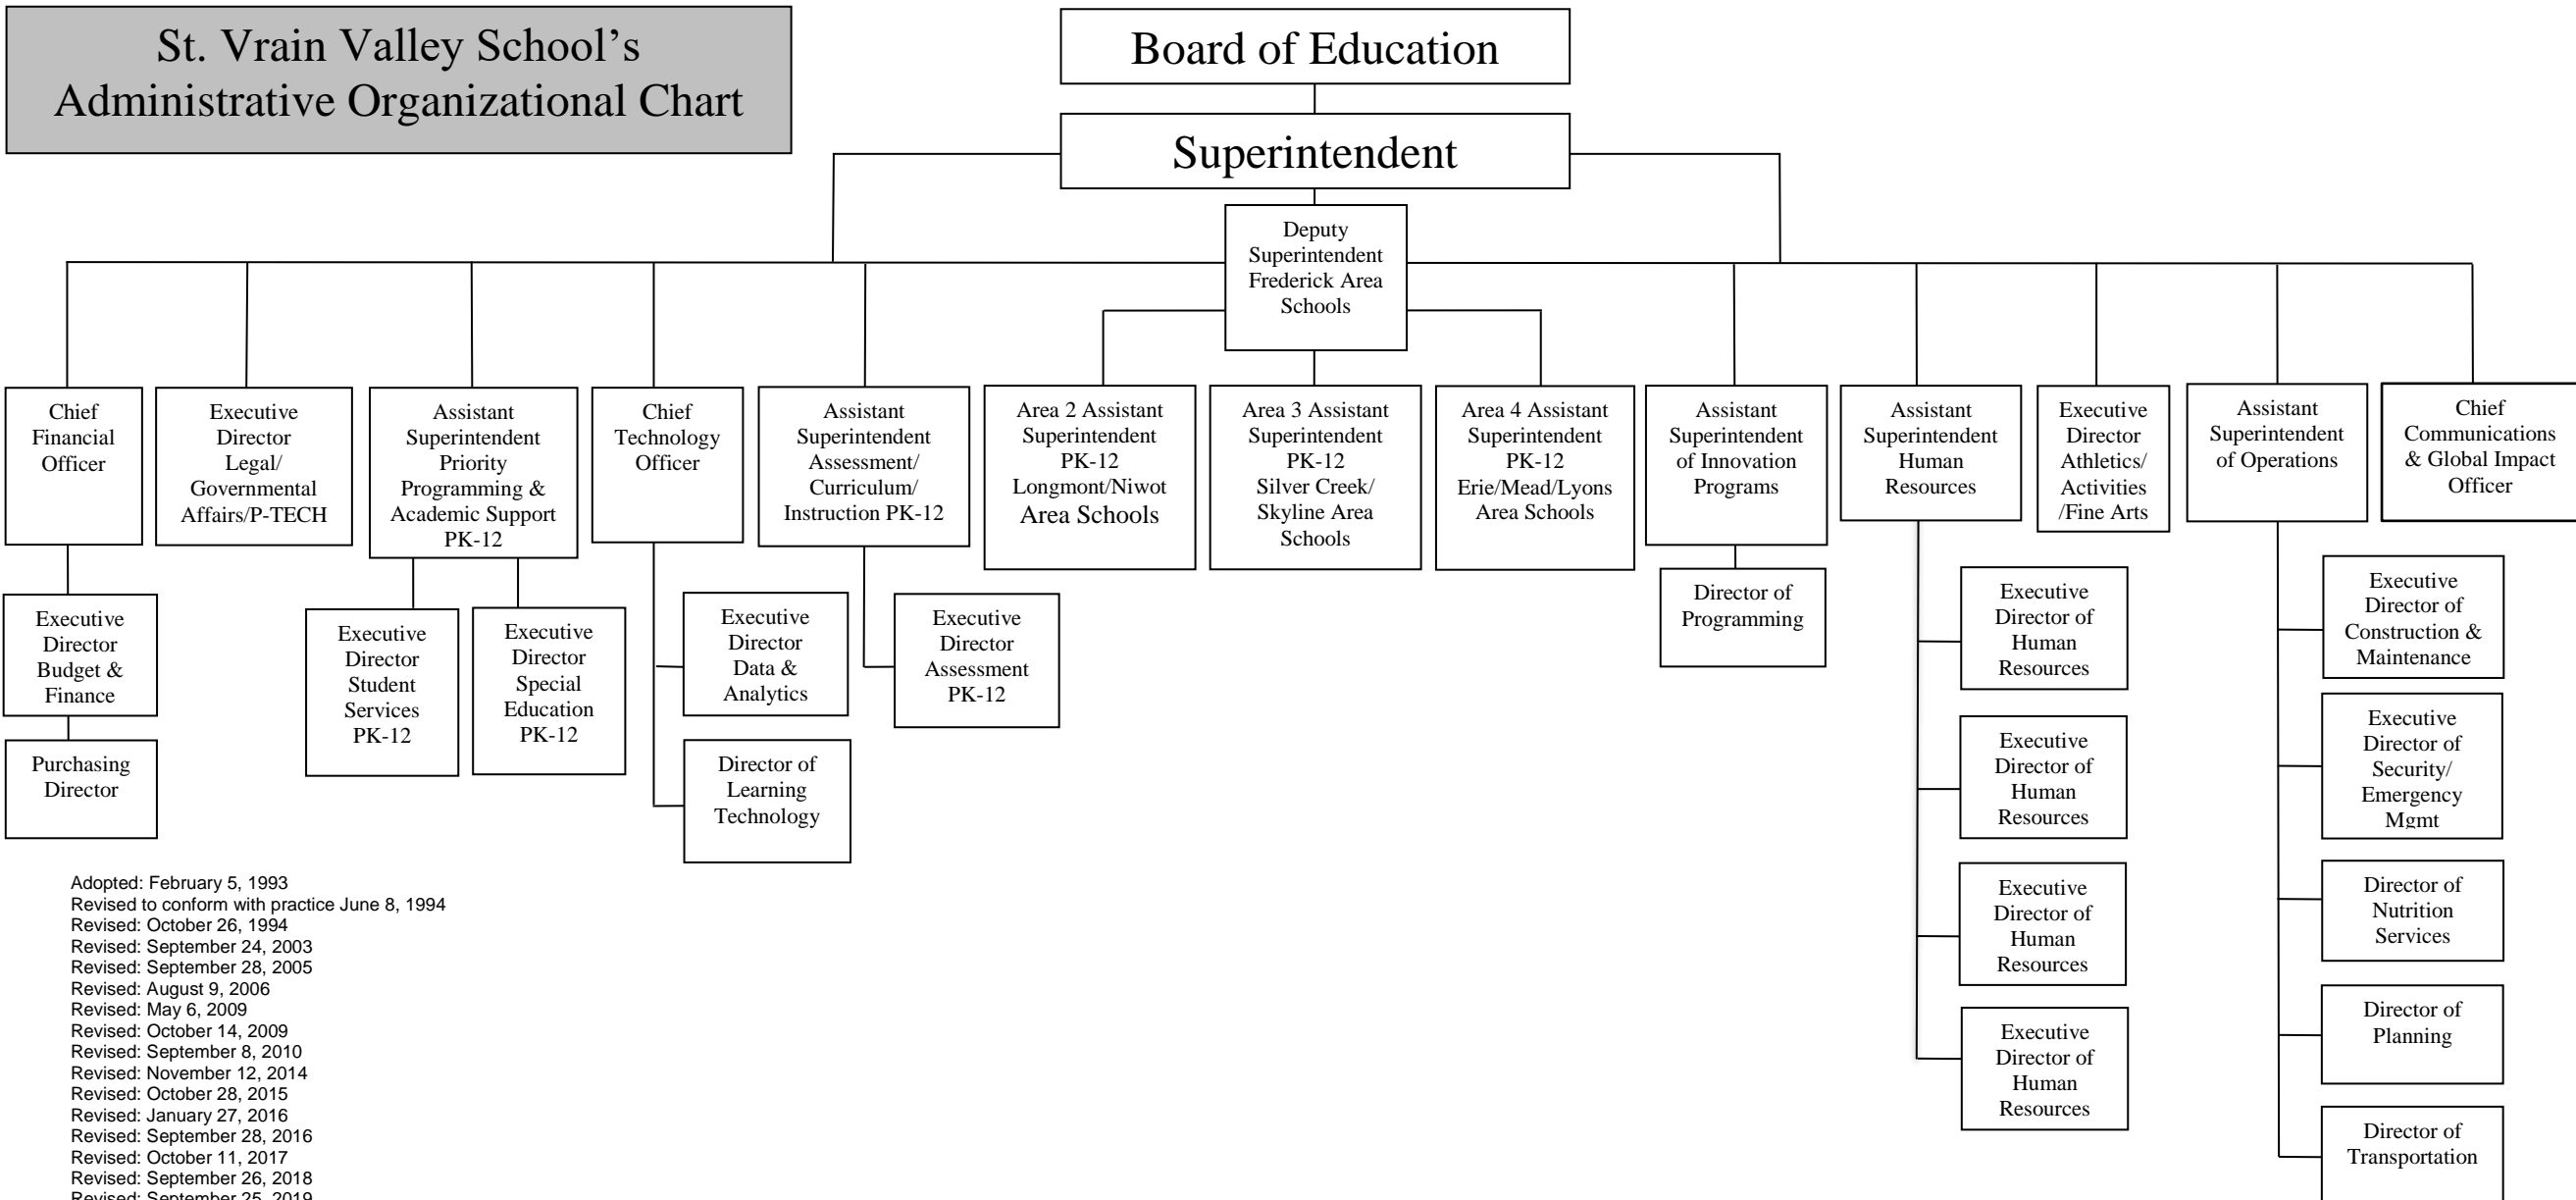 St. Vrain Valley School’s
Administrative Organizational Chart
Board of Education
Superintendent
Deputy
Superintendent
Frederick Area
Schools
Chief
Financial
Officer
Executive
Director
Legal/
Governmental
Affairs/P-TECH
Assistant
Superintendent
Priority
Programming &
Academic Support
PK-12
Chief
Technology
Officer
Assistant
Superintendent
Assessment/
Curriculum/
Instruction PK-12
Area 2 Assistant
Superintendent
PK-12
Longmont/Niwot
Area Schools
Area 3 Assistant
Superintendent
PK-12
Silver Creek/
Skyline Area
Schools
Area 4 Assistant
Superintendent
PK-12
Erie/Mead/Lyons
Area Schools
Assistant
Superintendent
of Innovation
Programs
Assistant
Superintendent
Human
Resources
Executive
Director
Athletics/
Activities
/Fine Arts
Assistant
Superintendent
of Operations
Chief
Communications
& Global Impact
Officer
Executive
Director
Budget &
Finance
Purchasing
Director
Executive
Director
Student
Services
PK-12
Executive
Director
Special
Education
PK-12
Executive
Director
Data &
Analytics
Director of
Learning
Technology
Executive
Director
Assessment
PK-12
Director of
Programming
Executive
Director of
Human
Resources
Executive
Director of
Human
Resources
Executive
Director of
Human
Resources
Executive
Director of
Human
Resources
Executive
Director of
Construction &
Maintenance
Executive
Director of
Security/
Emergency
Mgmt
Director of
Nutrition
Services
Director of
Planning
Director of
Transportation
Adopted: February 5, 1993
Revised to conform with practice June 8, 1994
Revised: October 26, 1994
Revised: September 24, 2003
Revised: September 28, 2005
Revised: August 9, 2006
Revised: May 6, 2009
Revised: October 14, 2009
Revised: September 8, 2010
Revised: November 12, 2014
Revised: October 28, 2015
Revised: January 27, 2016
Revised: September 28, 2016
Revised: October 11, 2017
Revised: September 26, 2018
Revised: September 25, 2019